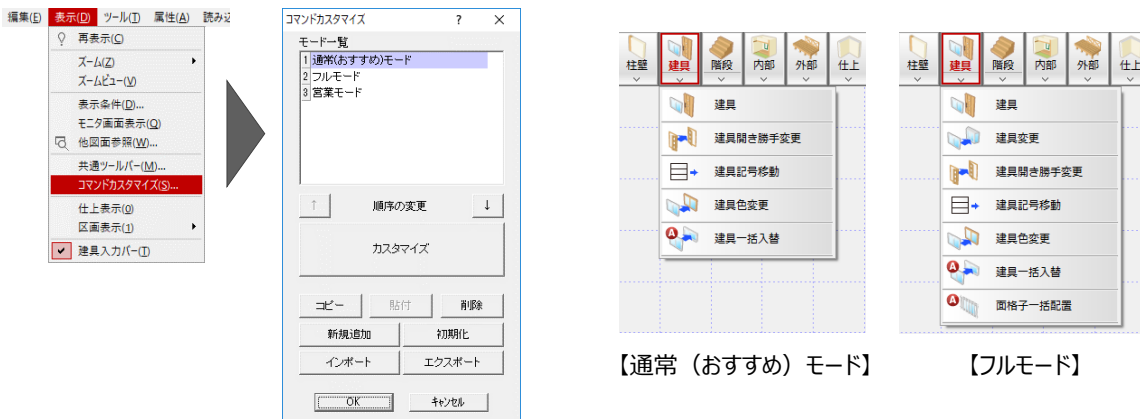 編集(E) 表示(D) ツール(T) 属性(A) 読み込
再表示(C)
ズーム(Z)
ズームビュー(V)
表示条件(D)...
モニタ画面表示(Q)
他図面参照(W)...
共通ツールバー(M)...
コマンドカスタマイズ(S)...
仕上表示(0)
区画表示(1)
建具入力バー(T)
コマンドカスタマイズ ? ×
モード一覧
1 通常(おすすめ)モード
2 フルモード
3 営業モード
↑ 順序の変更 ↓
カスタマイズ
コピー 貼付 削除
新規追加 初期化
インポート エクスポート
OK キャンセル
柱壁 建具 階段 内部 外部 仕上
建具
建具開き勝手変更
建具記号移動
建具色変更
A 建具一括入替
【通常（おすすめ）モード】
柱壁 建具 階段 内部 外部 仕上
建具
建具変更
建具開き勝手変更
建具記号移動
建具色変更
A 建具一括入替
A 面格子一括配置
【フルモード】